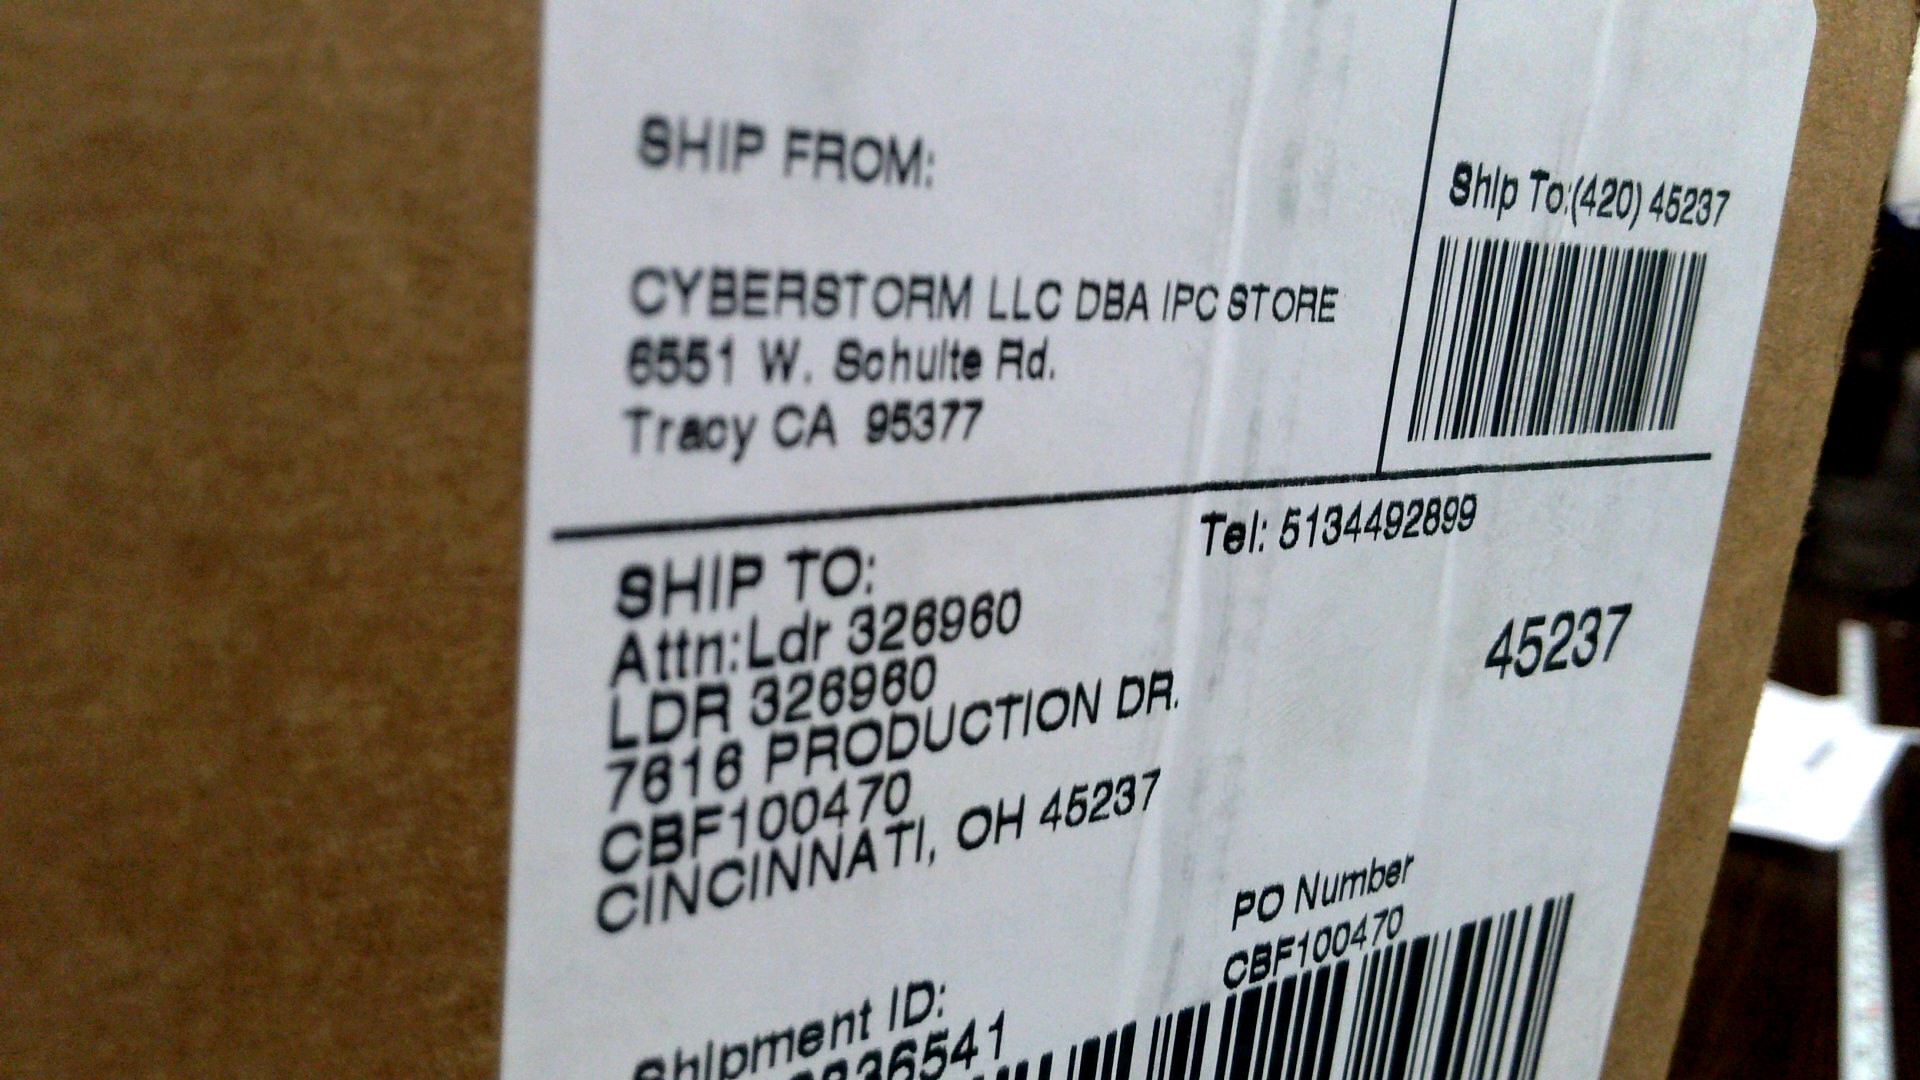 SHIP FROM:
CYBERSTORM LLC DBA IPC STORE
6551 W. Schulte Rd.
Tracy CA 95377
Ship To:(420) 45237
Tel: 5134492899
SHIP TO:
Attn:Ldr 326960
LDR 326960
7616 PRODUCTION DR.
CBF100470
CINCINNATI, OH 45237
45237
PO Number
CBF100470
Shipment ID: